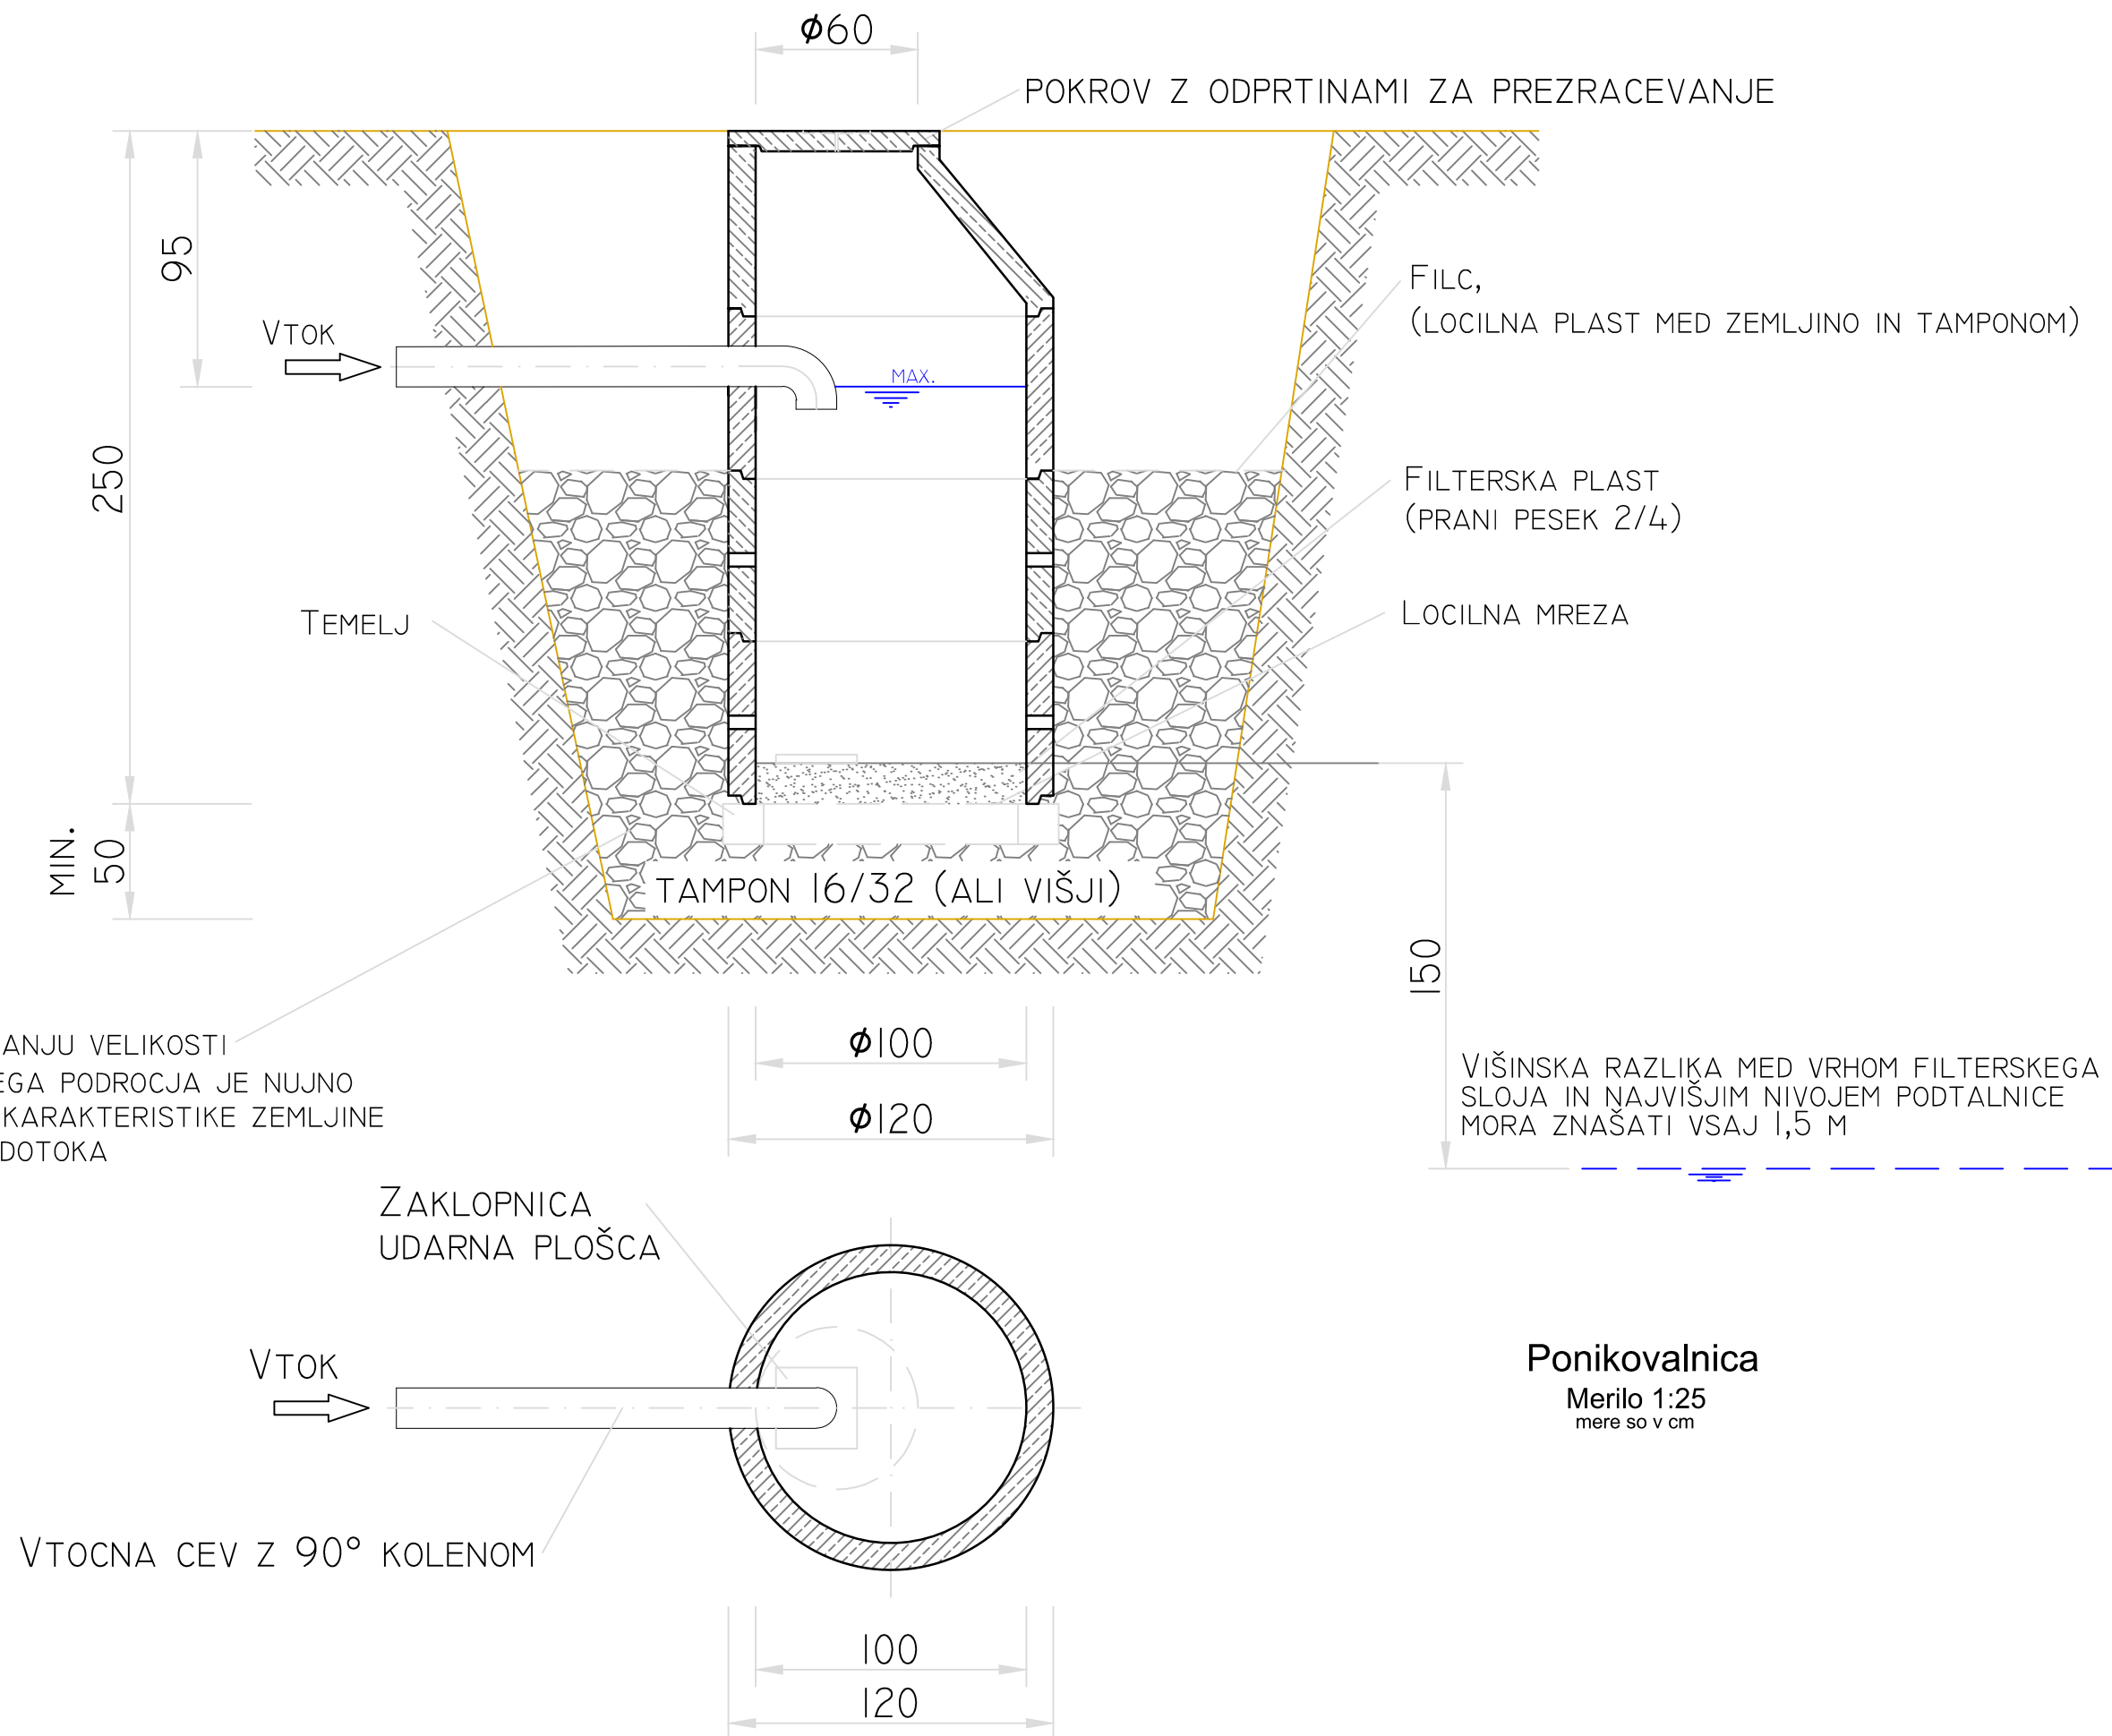 ϕ60
POKROV Z ODPRTINAMI ZA PREZRACEVANJE
95
FILC,
(LOCILNA PLAST MED ZEMLJINO IN TAMPONOM)
VTOK
MAX.
250
FILTERSKA PLAST
(PRANI PESEK 2/4)
TEMELJ
LOCILNA MREZA
MIN.
50
TAMPON 16/32 (ALI VIŠJI)
150
ANJU VELIKOSTI
EGA PODROCJA JE NUJNO
KARAKTERISTIKE ZEMLJINE
DOTOKA
ϕ100
ϕ120
VIŠINSKA RAZLIKA MED VRHOM FILTERSKEGA
SLOJA IN NAJVIŠJIM NIVOJEM PODTALNICE
MORA ZNAŠATI VSAJ 1,5 M
ZAKLOPNICA
UDARNA PLOŠCA
VTOK
Ponikovalnica
Merilo 1:25
mere so v cm
VTOCNA CEV Z 90° KOLENOM
100
120